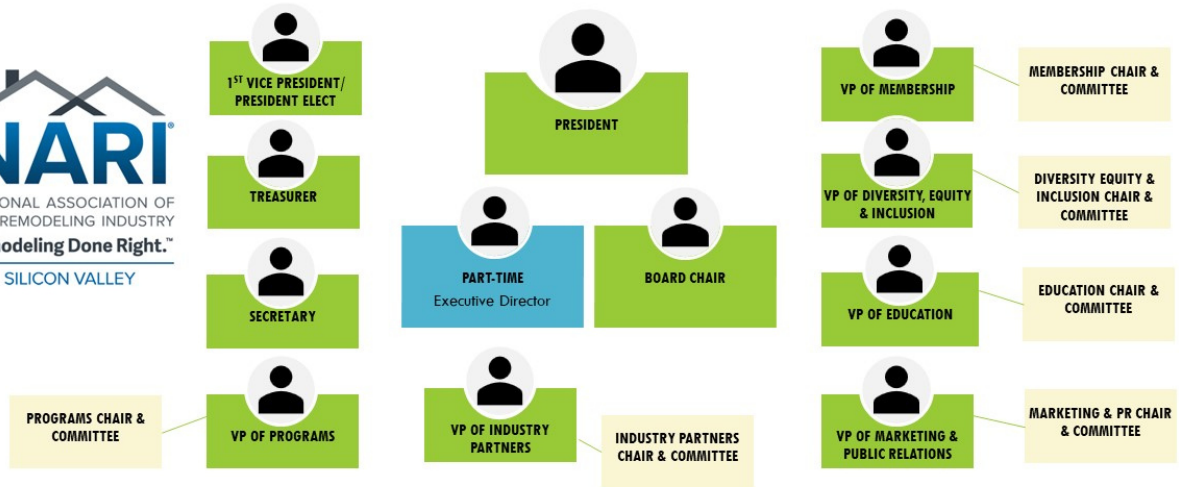 NARI®
ONAL ASSOCIATION OF
REMODELING INDUSTRY
modeling Done Right.™
SILICON VALLEY
1ST VICE PRESIDENT/
PRESIDENT ELECT
TREASURER
SECRETARY
PROGRAMS CHAIR &
COMMITTEE
VP OF PROGRAMS
PRESIDENT
PART-TIME
Executive Director
BOARD CHAIR
VP OF INDUSTRY
PARTNERS
INDUSTRY PARTNERS
CHAIR & COMMITTEE
VP OF MEMBERSHIP
MEMBERSHIP CHAIR &
COMMITTEE
VP OF DIVERSITY, EQUITY
& INCLUSION
DIVERSITY EQUITY &
INCLUSION CHAIR &
COMMITTEE
VP OF EDUCATION
EDUCATION CHAIR &
COMMITTEE
VP OF MARKETING &
PUBLIC RELATIONS
MARKETING & PR CHAIR
& COMMITTEE